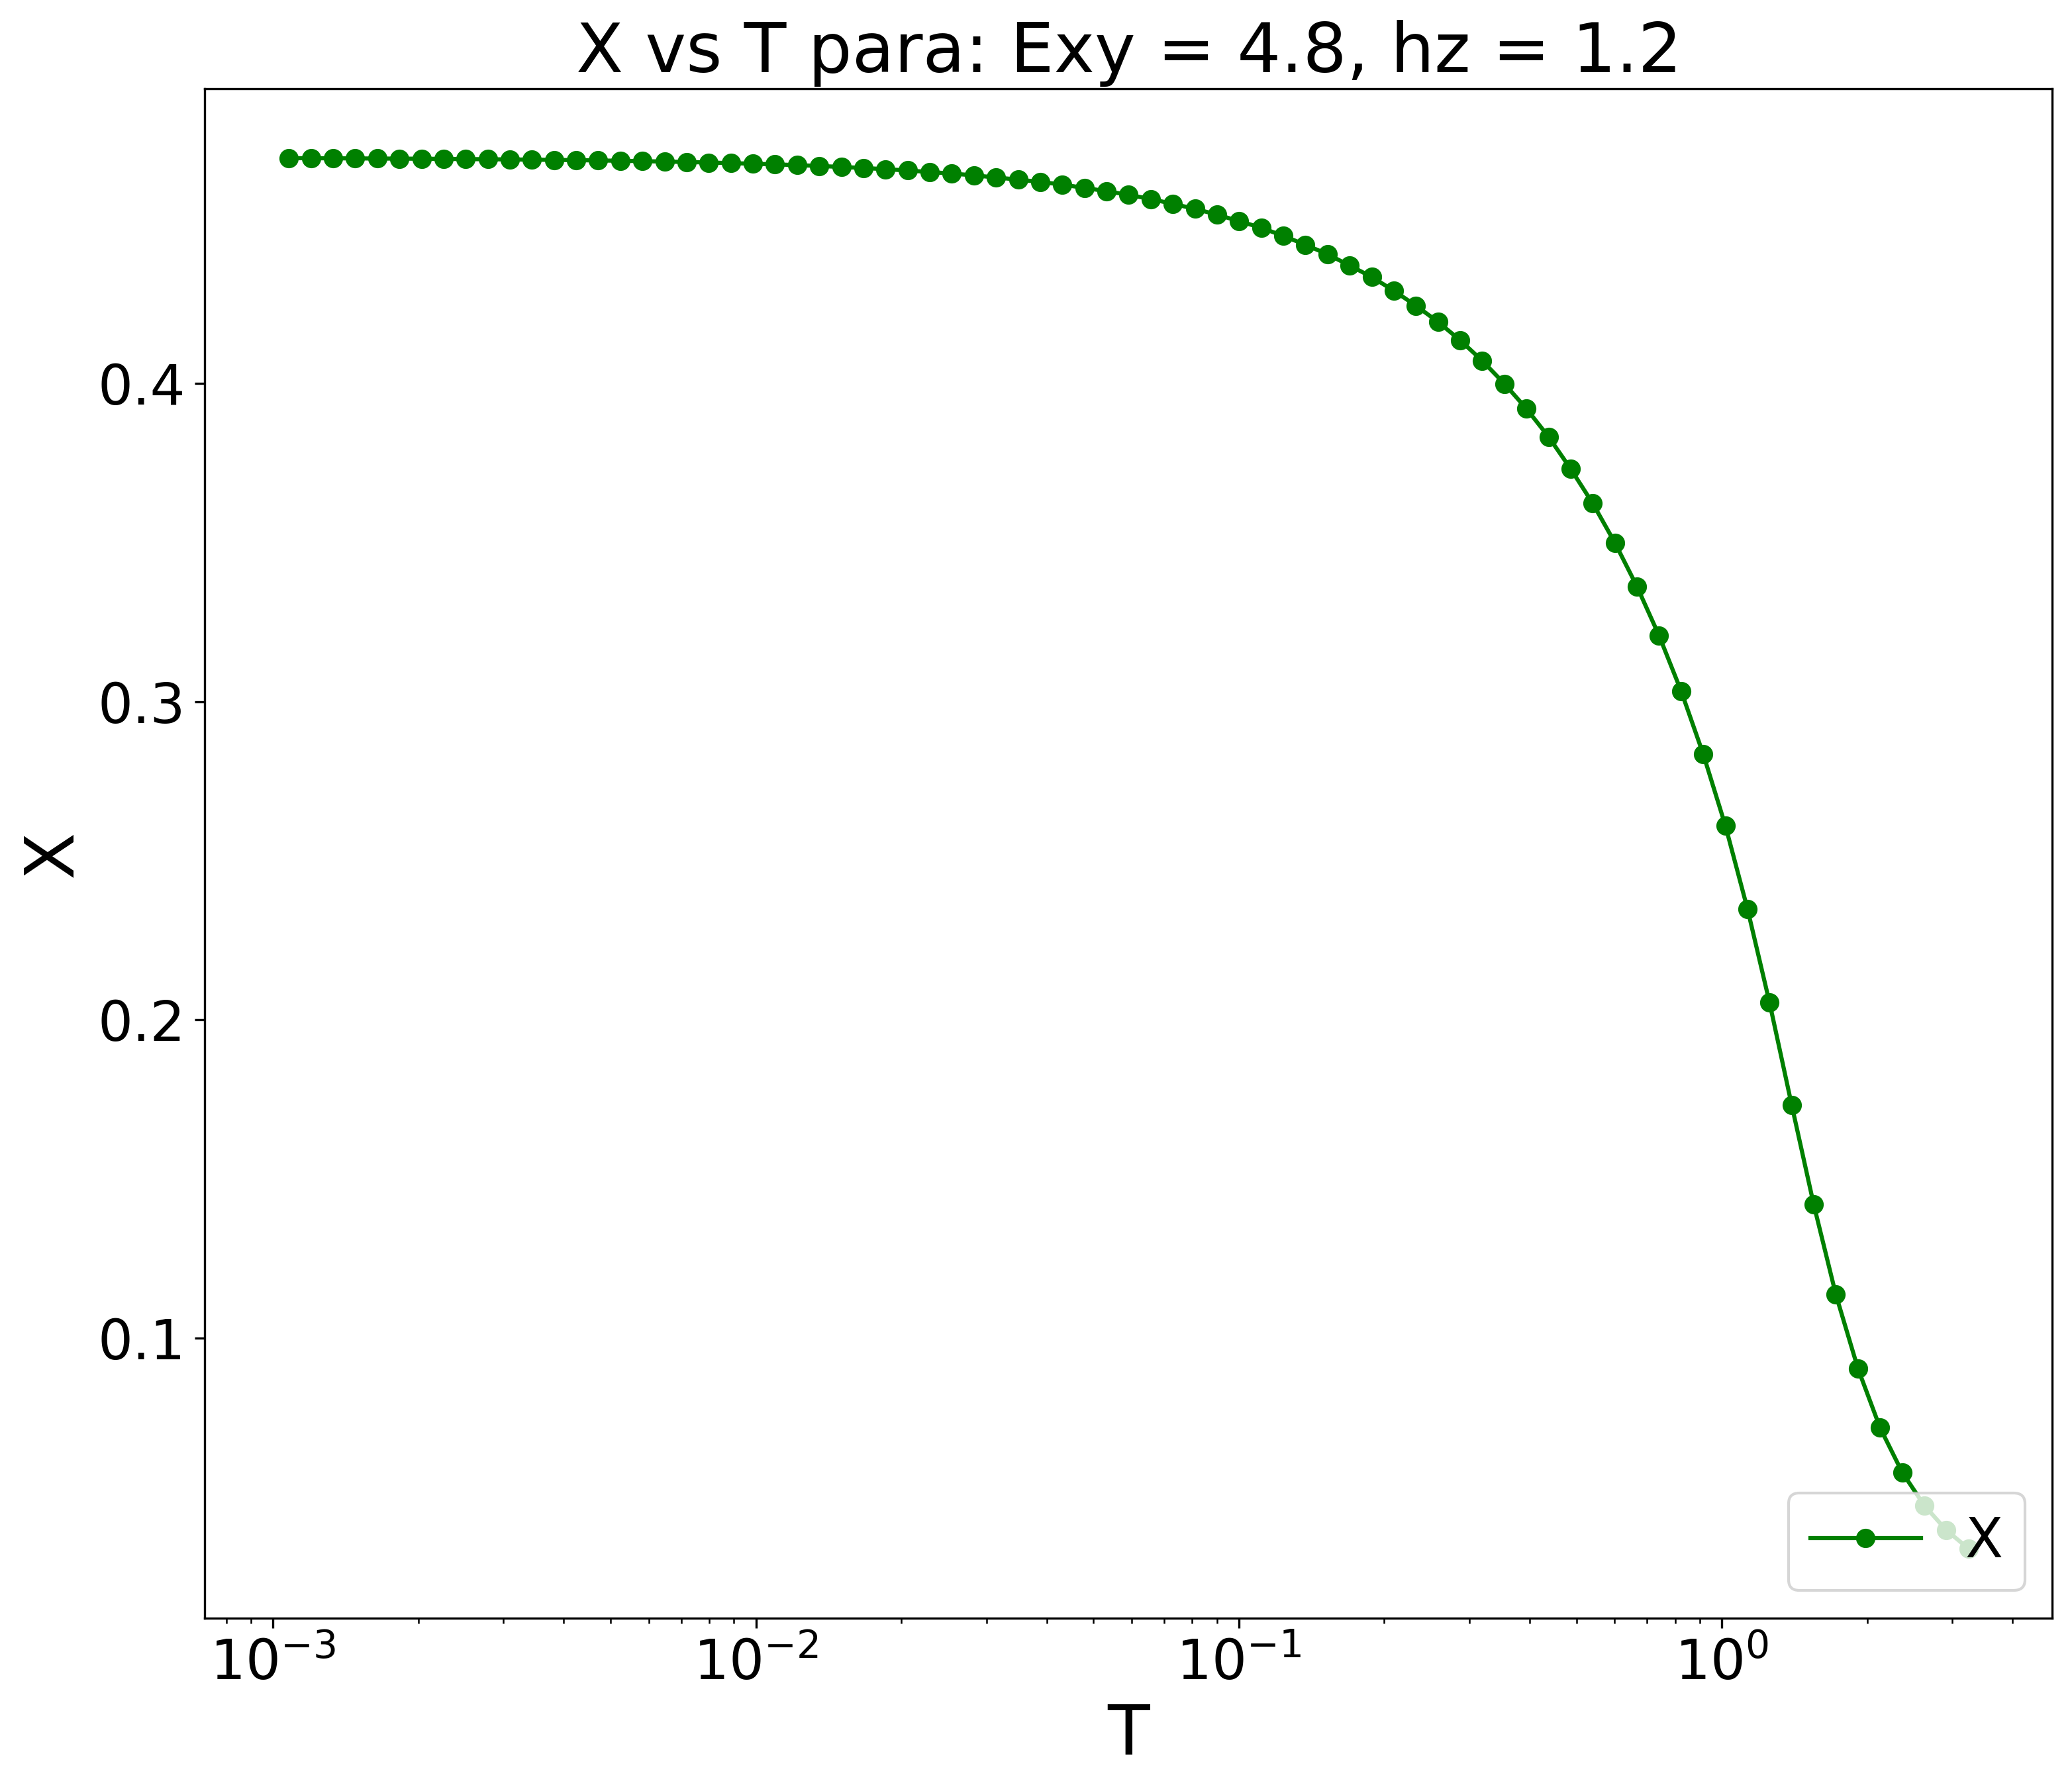 X vs T para: Exy = 4.8, hz = 1.2
X
0.4
0.3
0.2
0.1
X
10⁻³ 10⁻² 10⁻¹ 10⁰
T